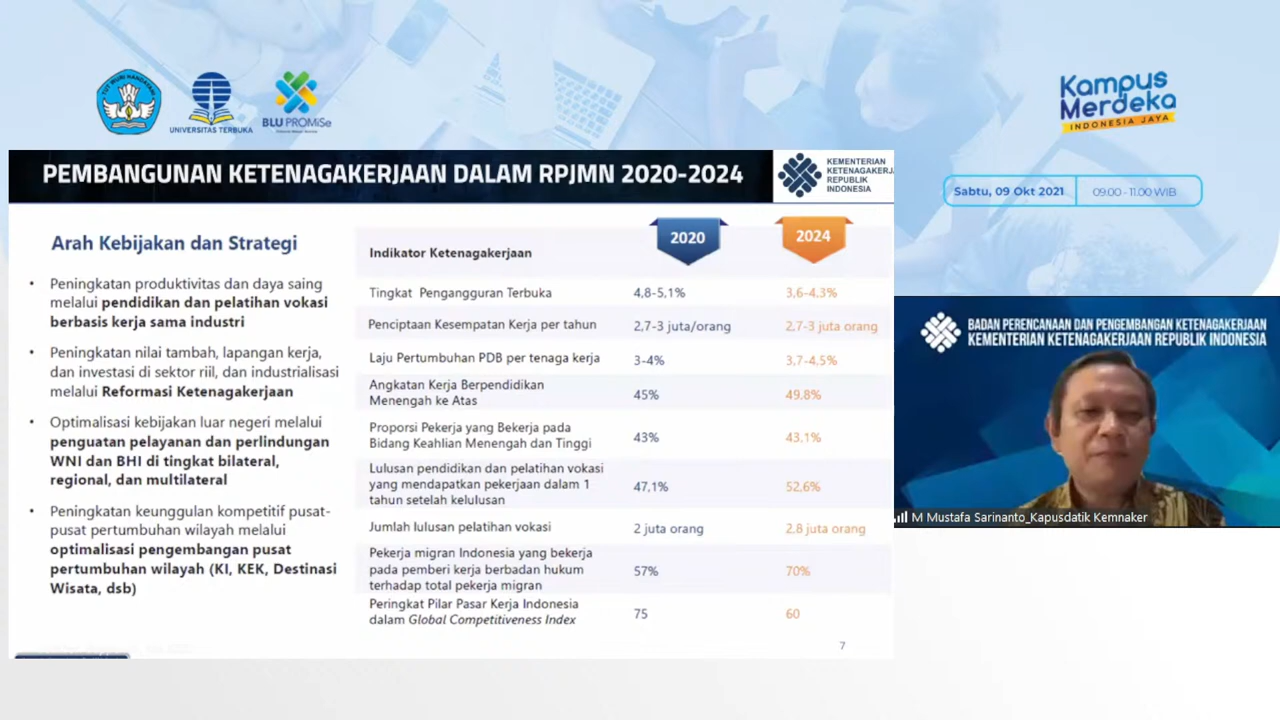 TUT WURI HANDAYANI
UNIVERSITAS TERBUKA
BLU PROMiSe
Kampus
Merdeka
INDONESIA JAYA
Sabtu, 09 Okt 2021
09.00 - 11.00 WIB
PEMBANGUNAN KETENAGAKERJAAN DALAM RPJMN 2020-2024
KEMENTERIAN
KETENAGAKERJA
REPUBLIK
INDONESIA
Arah Kebijakan dan Strategi
• Peningkatan produktivitas dan daya saing
melalui pendidikan dan pelatihan vokasi
berbasis kerja sama industri
• Peningkatan nilai tambah, lapangan kerja,
dan investasi di sektor riil, dan industrialisasi
melalui Reformasi Ketenagakerjaan
• Optimalisasi kebijakan luar negeri melalui
penguatan pelayanan dan perlindungan
WNI dan BHI di tingkat bilateral,
regional, dan multilateral
• Peningkatan keunggulan kompetitif pusat-
pusat pertumbuhan wilayah melalui
optimalisasi pengembangan pusat
pertumbuhan wilayah (KI, KEK, Destinasi
Wisata, dsb)
Indikator Ketenagakerjaan 2020 2024
Tingkat Pengangguran Terbuka 4,8-5,1% 3,6-4,3%
Penciptaan Kesempatan Kerja per tahun 2,7-3 juta/orang 2,7-3 juta orang
Laju Pertumbuhan PDB per tenaga kerja 3-4% 3,7-4,5%
Angkatan Kerja Berpendidikan
Menengah ke Atas 45% 49,8%
Proporsi Pekerja yang Bekerja pada
Bidang Keahlian Menengah dan Tinggi 43% 43,1%
Lulusan pendidikan dan pelatihan vokasi
yang mendapatkan pekerjaan dalam 1 47,1% 52,6%
tahun setelah kelulusan
Jumlah lulusan pelatihan vokasi 2 juta orang 2,8 juta orang
Pekerja migran Indonesia yang bekerja
pada pemberi kerja berbadan hukum 57% 70%
terhadap total pekerja migran
Peringkat Pilar Pasar Kerja Indonesia
dalam Global Competitiveness Index 75 60
7
BADAN PERENCANAAN DAN PENGEMBANGAN KETENAGAKERJAAN
KEMENTERIAN KETENAGAKERJAAN REPUBLIK INDONESIA
M Mustafa Sarinanto_Kapusdatik Kemnaker